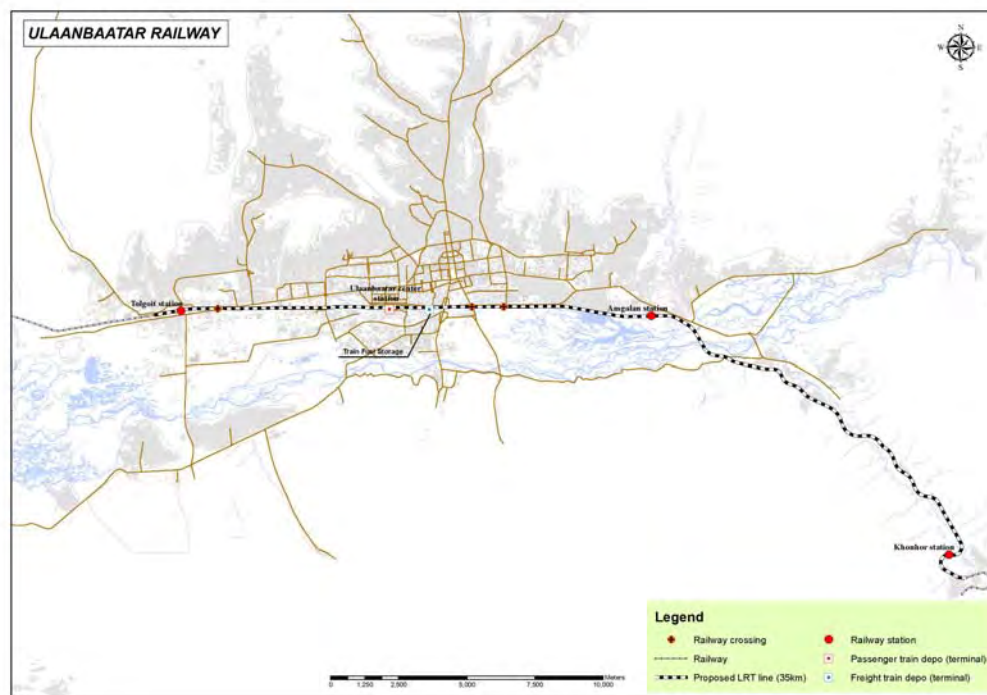 ULAANBAATAR RAILWAY
N
W E
S
Tolgoit station
Ulaanbaatar center
station
Amgalan station
Train Fuel Storage
Khonhor station
0 1,250 2,500 5,000 7,500 10,000
Meters
Legend
Railway crossing
Railway station
Railway
Passenger train depo (terminal)
Proposed LRT line (35km)
Freight train depo (terminal)